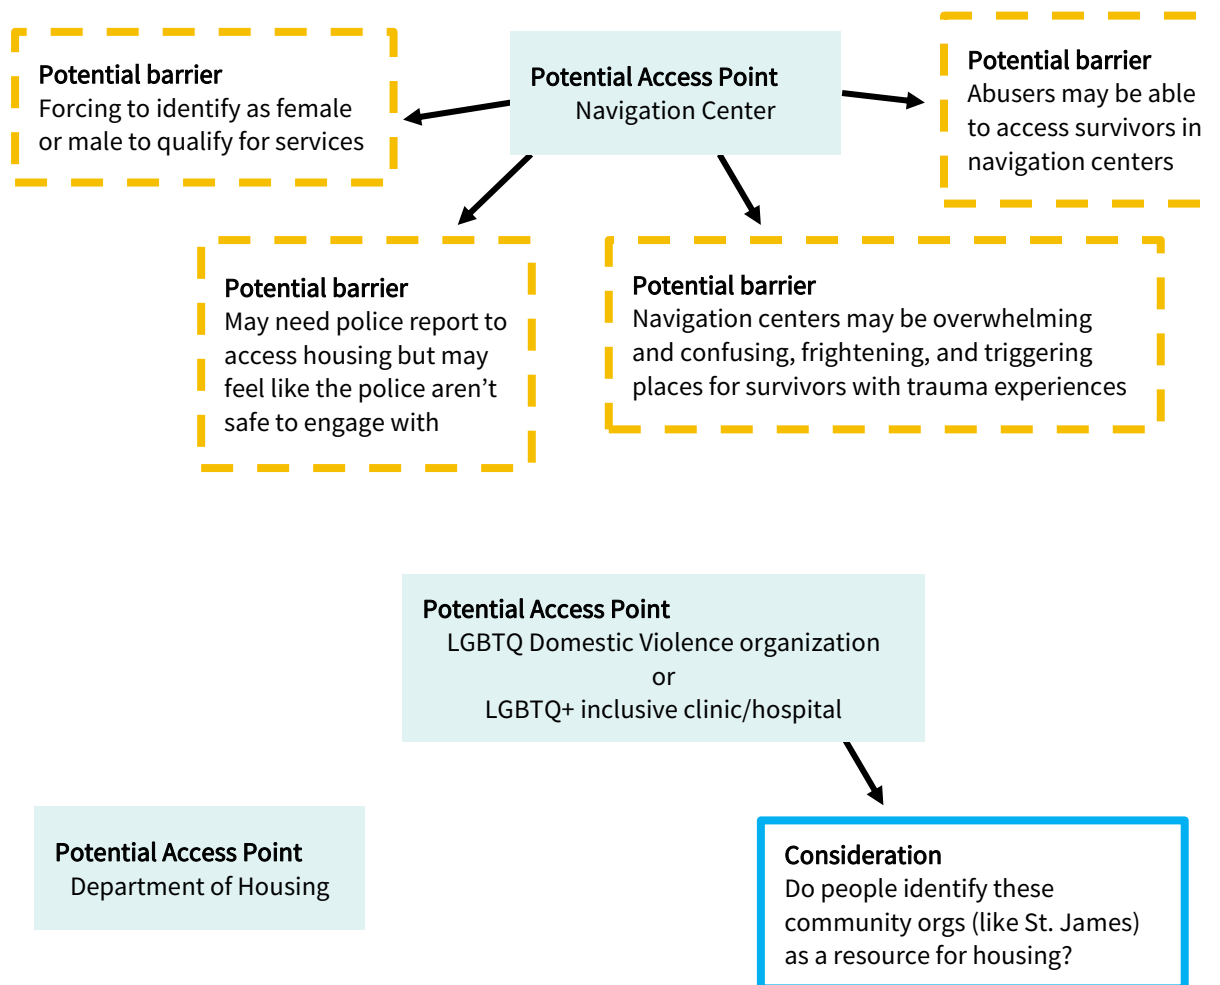 Potential barrier
Forcing to identify as female
or male to qualify for services
Potential Access Point
Navigation Center
Potential barrier
Abusers may be able
to access survivors in
navigation centers
Potential barrier
May need police report to
access housing but may
feel like the police aren’t
safe to engage with
Potential barrier
Navigation centers may be overwhelming
and confusing, frightening, and triggering
places for survivors with trauma experiences
Potential Access Point
LGBTQ Domestic Violence organization
or
LGBTQ+ inclusive clinic/hospital
Potential Access Point
Department of Housing
Consideration
Do people identify these
community orgs (like St. James)
as a resource for housing?